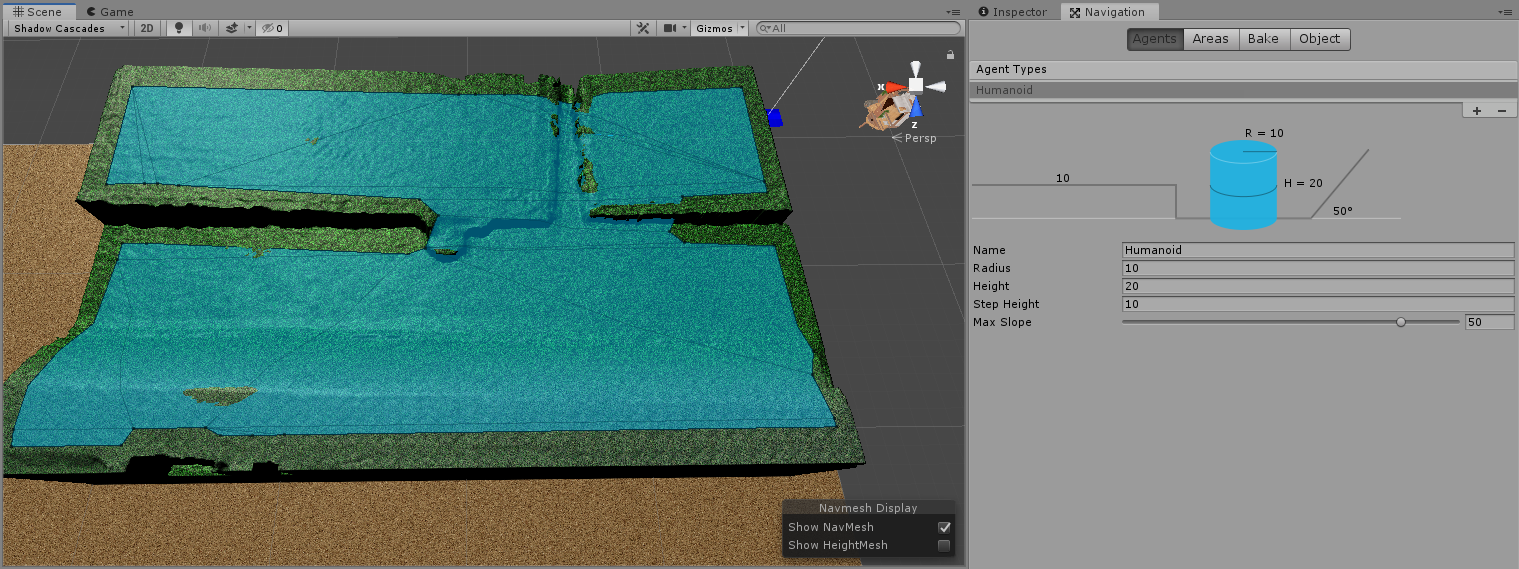 Scene
Game
Shadow Cascades
2D
0
Gizmos
All
x
z
Persp
Navmesh Display
Show NavMesh
Show HeightMesh
Inspector
Navigation
Agents
Areas
Bake
Object
Agent Types
Humanoid
R = 10
10
H = 20
50°
Name
Humanoid
Radius
10
Height
20
Step Height
10
Max Slope
50